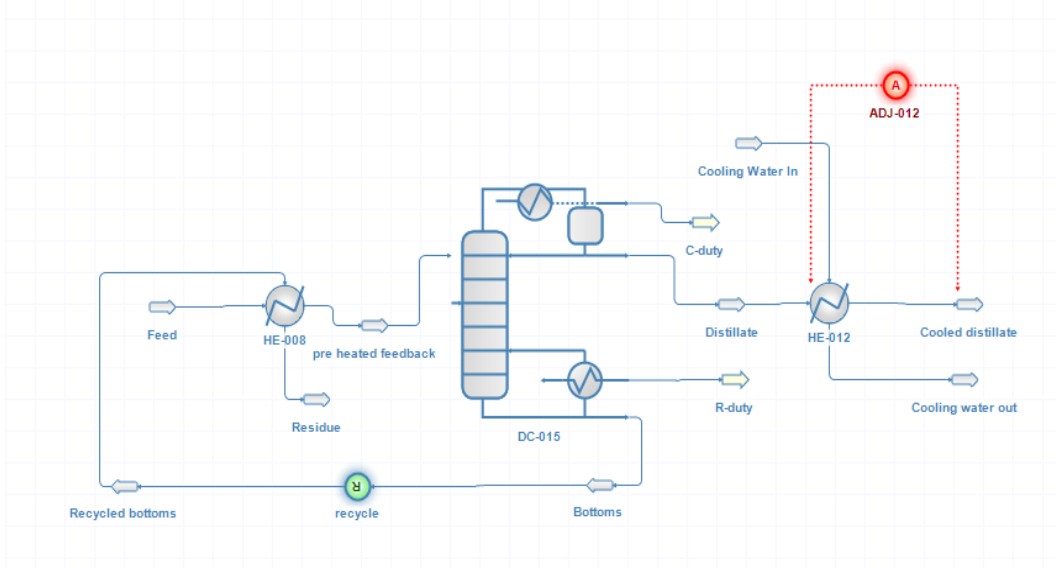 A
ADJ-012
Cooling Water In
C-duty
Feed
HE-008
pre heated feedback
Distillate
HE-012
Cooled distillate
Residue
DC-015
R-duty
Cooling water out
Recycled bottoms
R
recycle
Bottoms